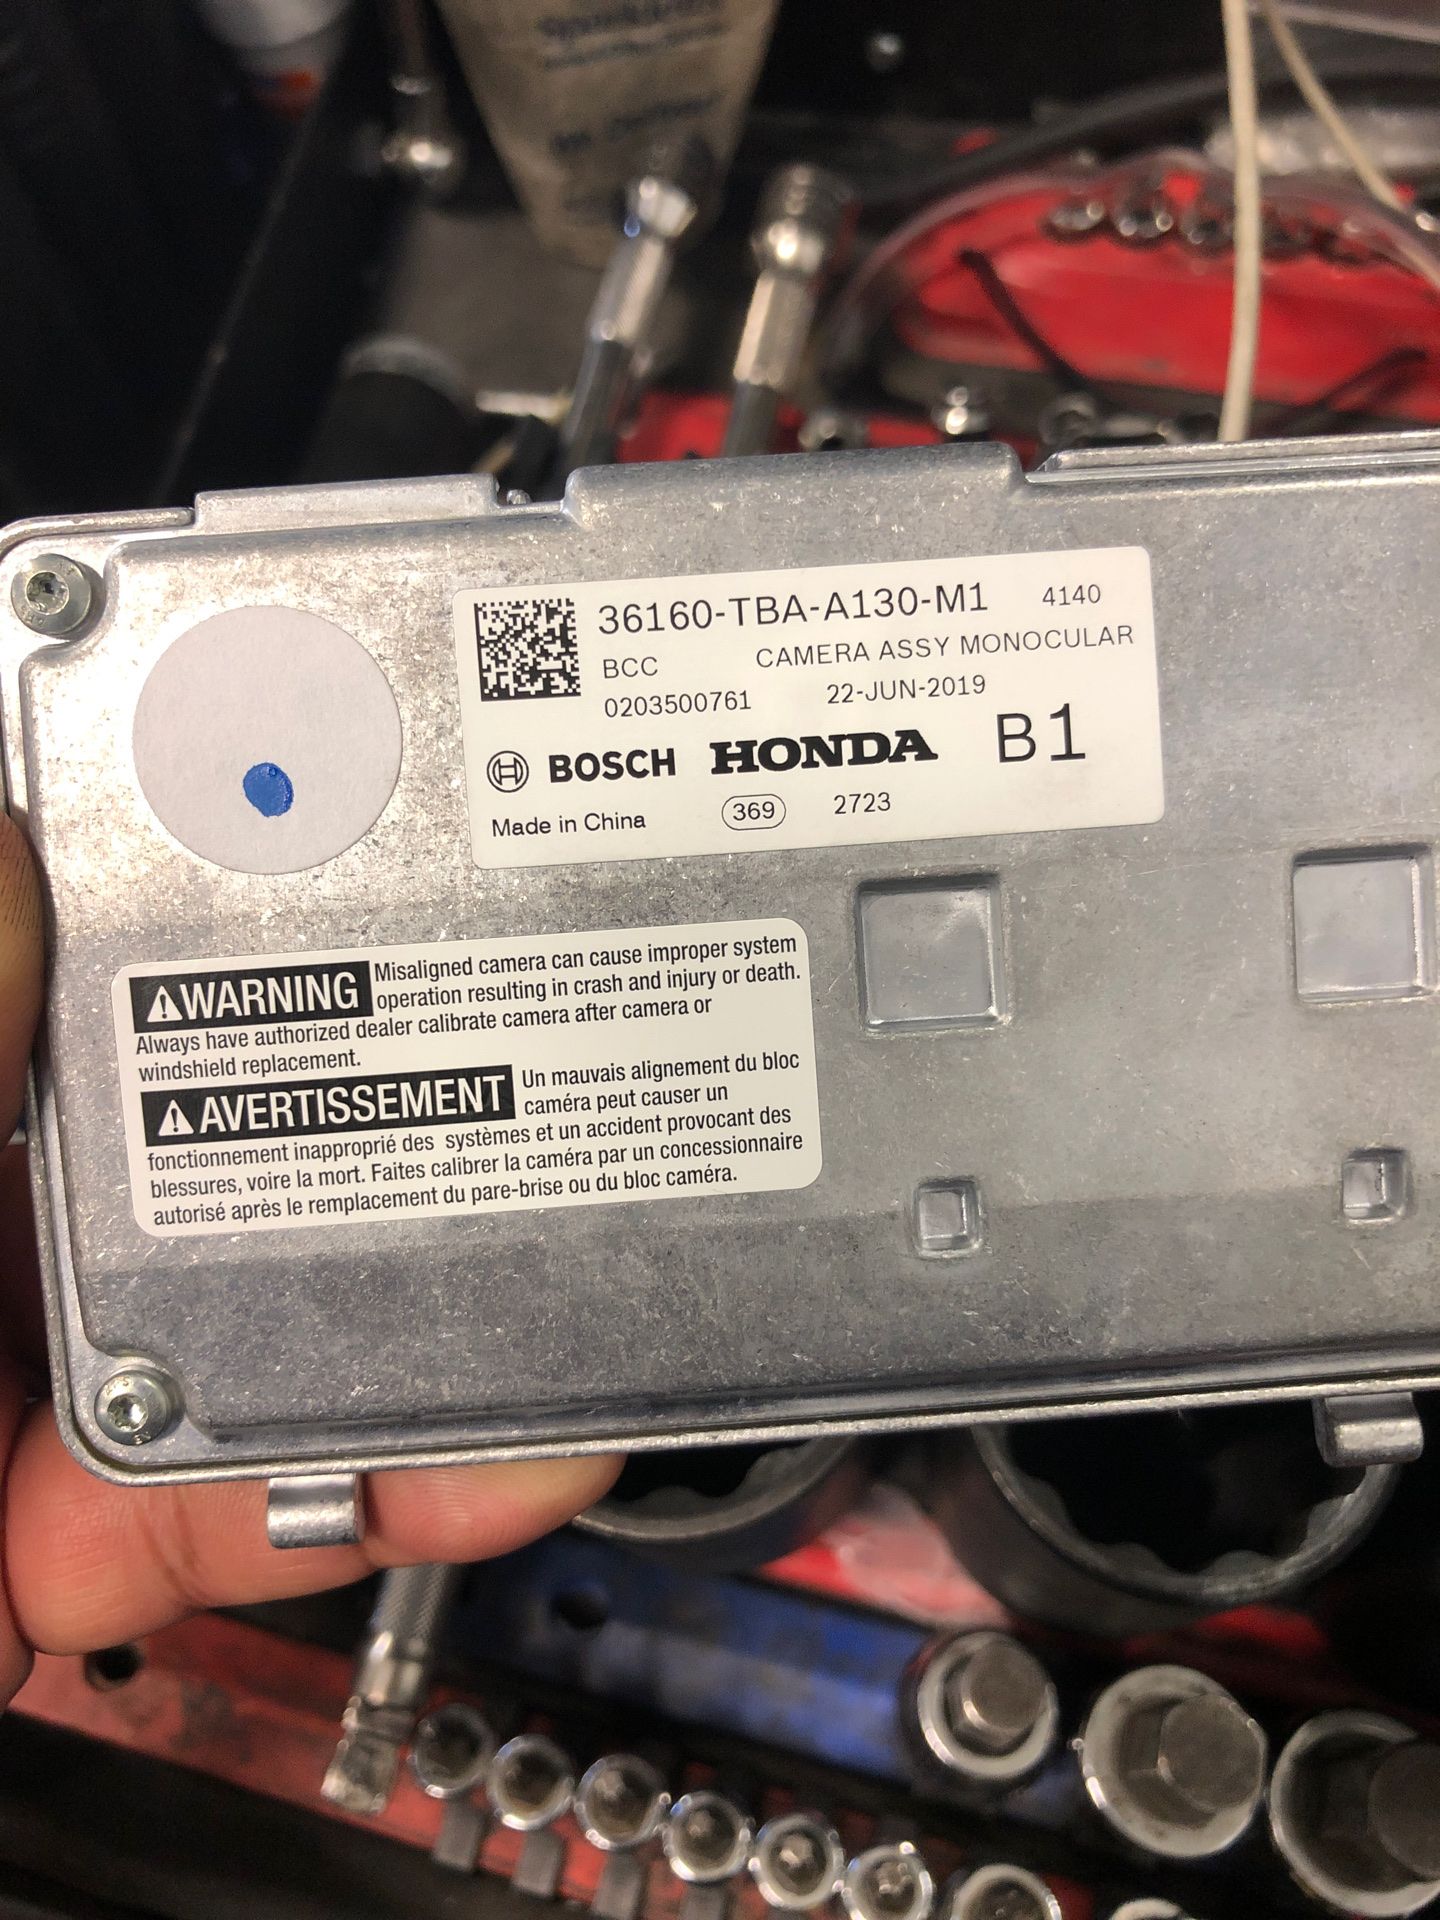 36160-TBA-A130-M1 4140
BCC CAMERA ASSY MONOCULAR
0203500761 22-JUN-2019
BOSCH HONDA B1
Made in China 369 2723
WARNING Misaligned camera can cause improper system
operation resulting in crash and injury or death.
Always have authorized dealer calibrate camera after camera or
windshield replacement.
AVERTISSEMENT Un mauvais alignement du bloc
caméra peut causer un
fonctionnement inapproprié des systèmes et un accident provocant des
blessures, voire la mort. Faites calibrer la caméra par un concessionnaire
autorisé après le remplacement du pare-brise ou du bloc caméra.